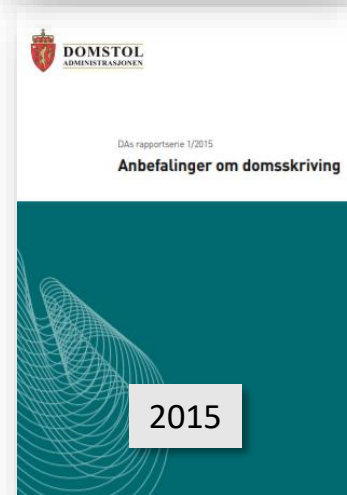 DOMSTOL
ADMINISTRASJONEN
DAs rapportserie 1/2015
Anbefalinger om domsskriving
2015